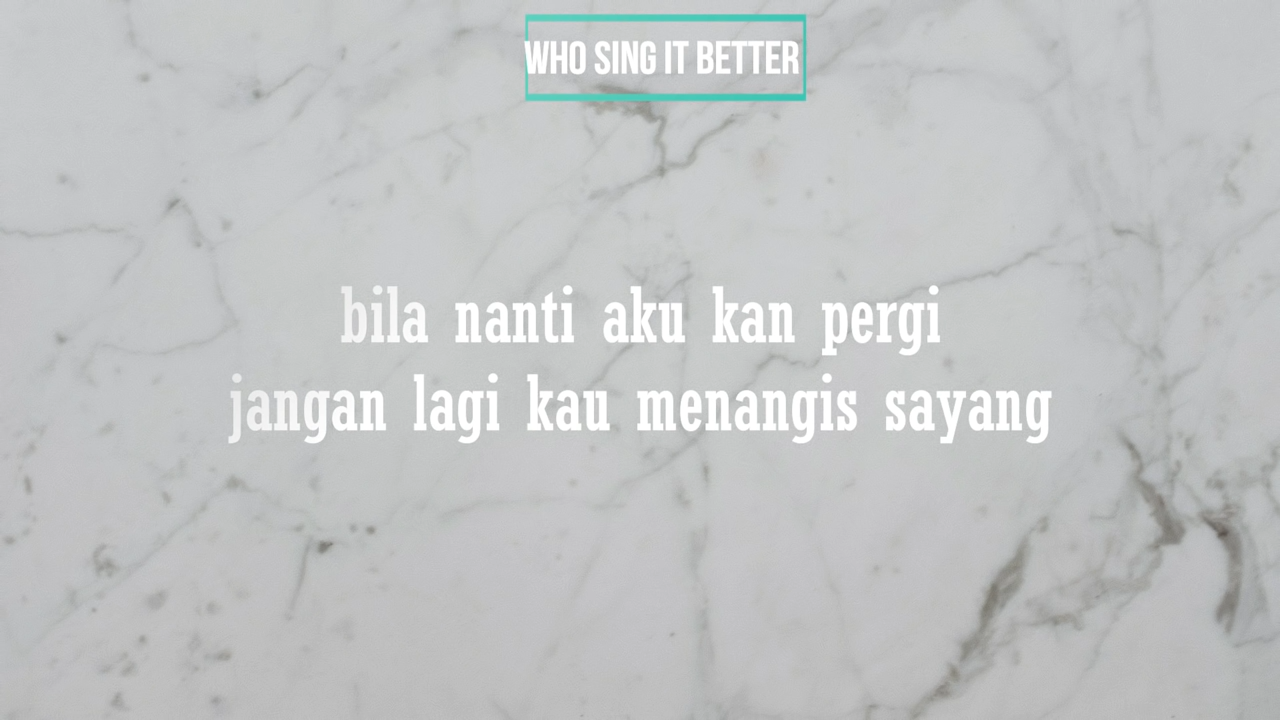 WHO SING IT BETTER
bila nanti aku kan pergi
jangan lagi kau menangis sayang